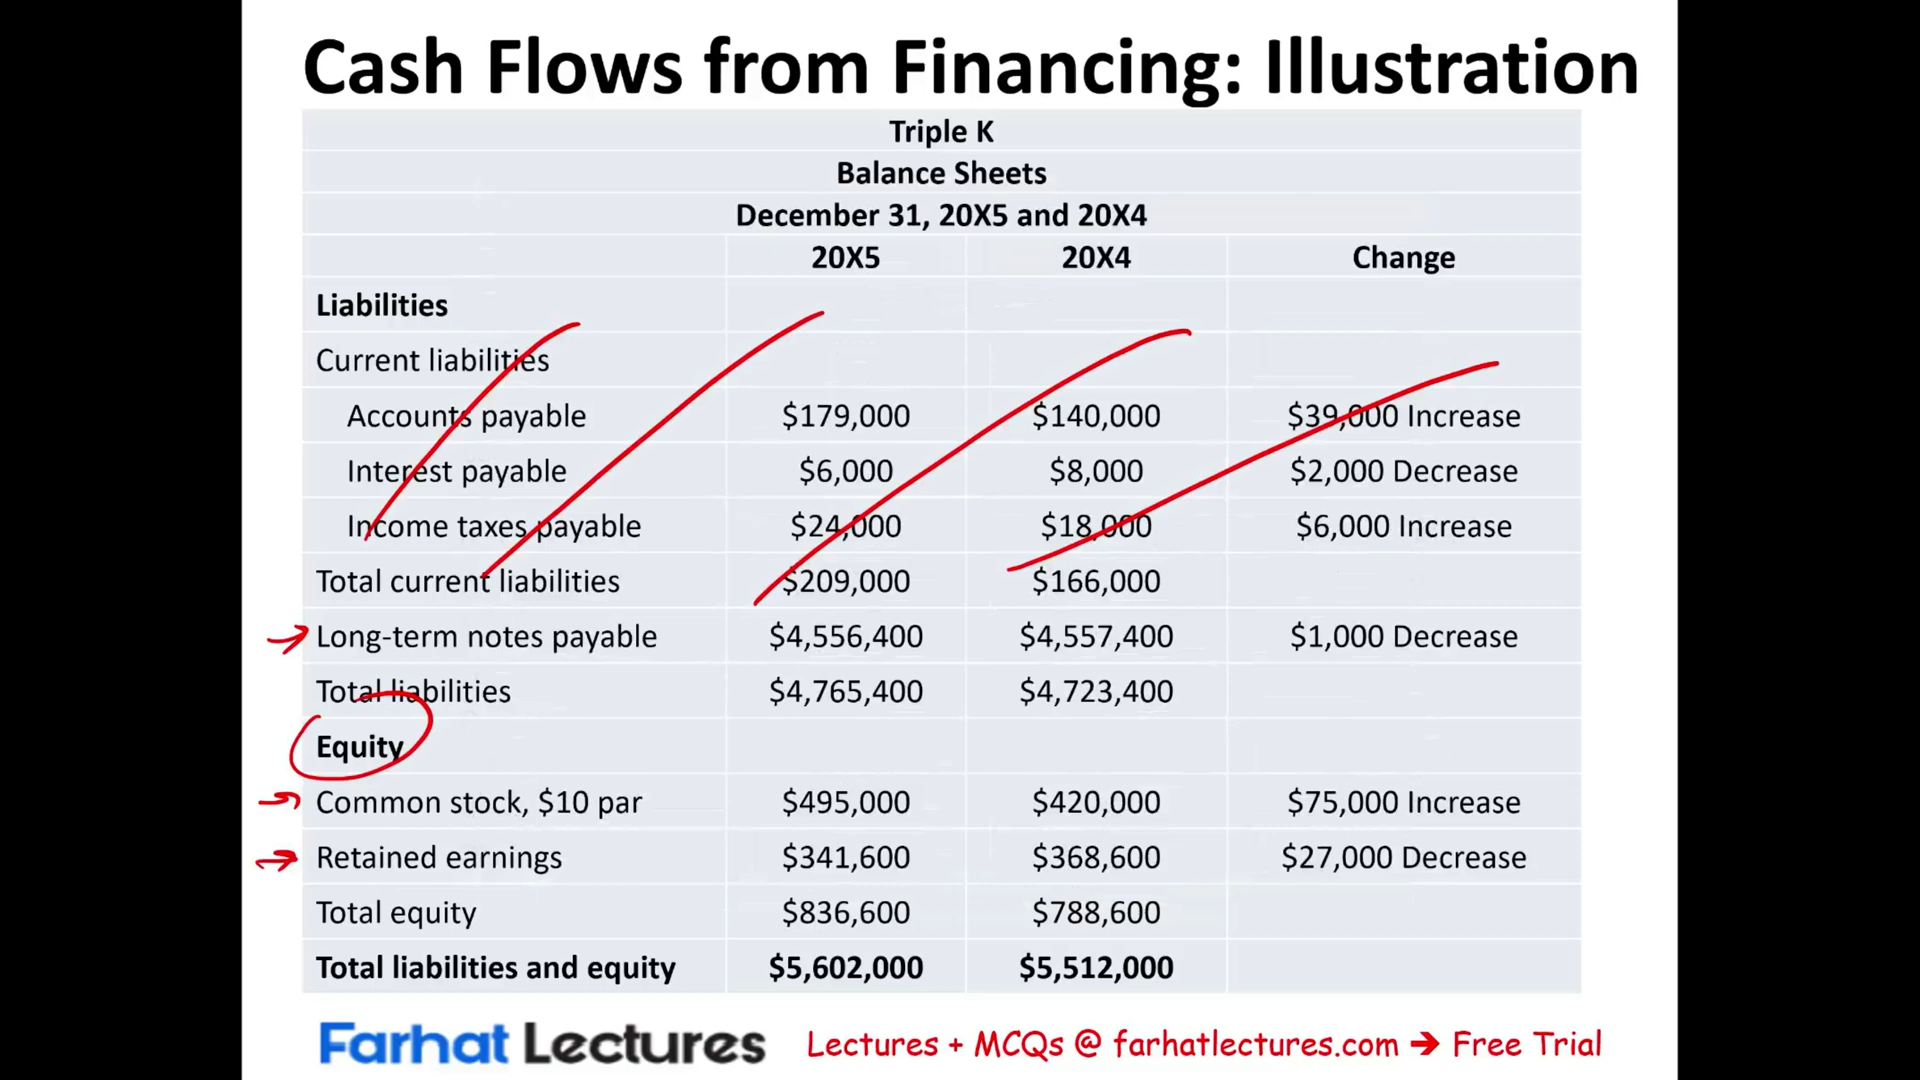 Cash Flows from Financing: Illustration
Triple K
Balance Sheets
December 31, 20X5 and 20X4
20X5 20X4 Change
Liabilities
Current liabilities
Accounts payable $179,000 $140,000 $39,000 Increase
Interest payable $6,000 $8,000 $2,000 Decrease
Income taxes payable $24,000 $18,000 $6,000 Increase
Total current liabilities $209,000 $166,000
Long-term notes payable $4,556,400 $4,557,400 $1,000 Decrease
Total liabilities $4,765,400 $4,723,400
Equity
Common stock, $10 par $495,000 $420,000 $75,000 Increase
Retained earnings $341,600 $368,600 $27,000 Decrease
Total equity $836,600 $788,600
Total liabilities and equity $5,602,000 $5,512,000
Farhat Lectures Lectures + MCQs @ farhatlectures.com ➔ Free Trial